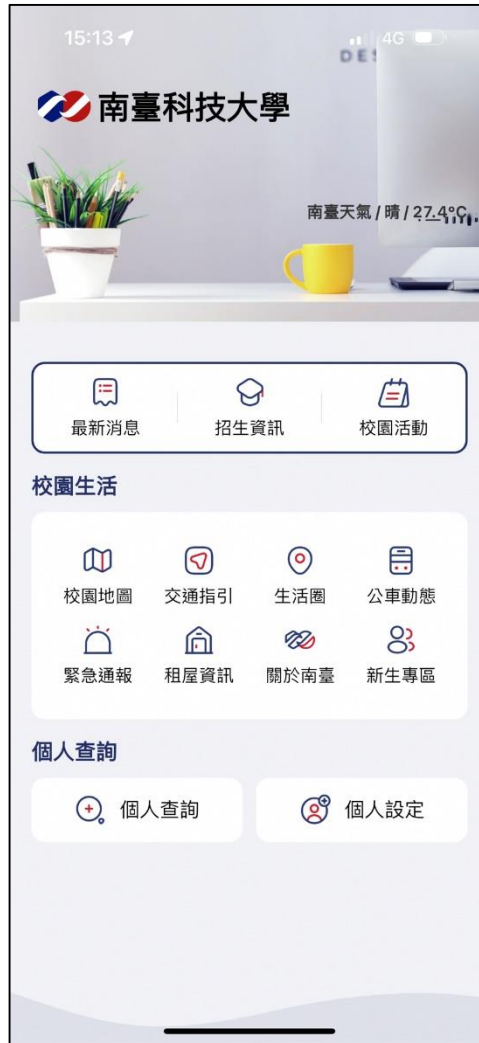 15:13
4G
DES
南臺科技大學
南臺天氣 / 晴 / 27.4°C
最新消息 招生資訊 校園活動
校園生活
校園地圖 交通指引 生活圈 公車動態
緊急通報 租屋資訊 關於南臺 新生專區
個人查詢
個人查詢 個人設定